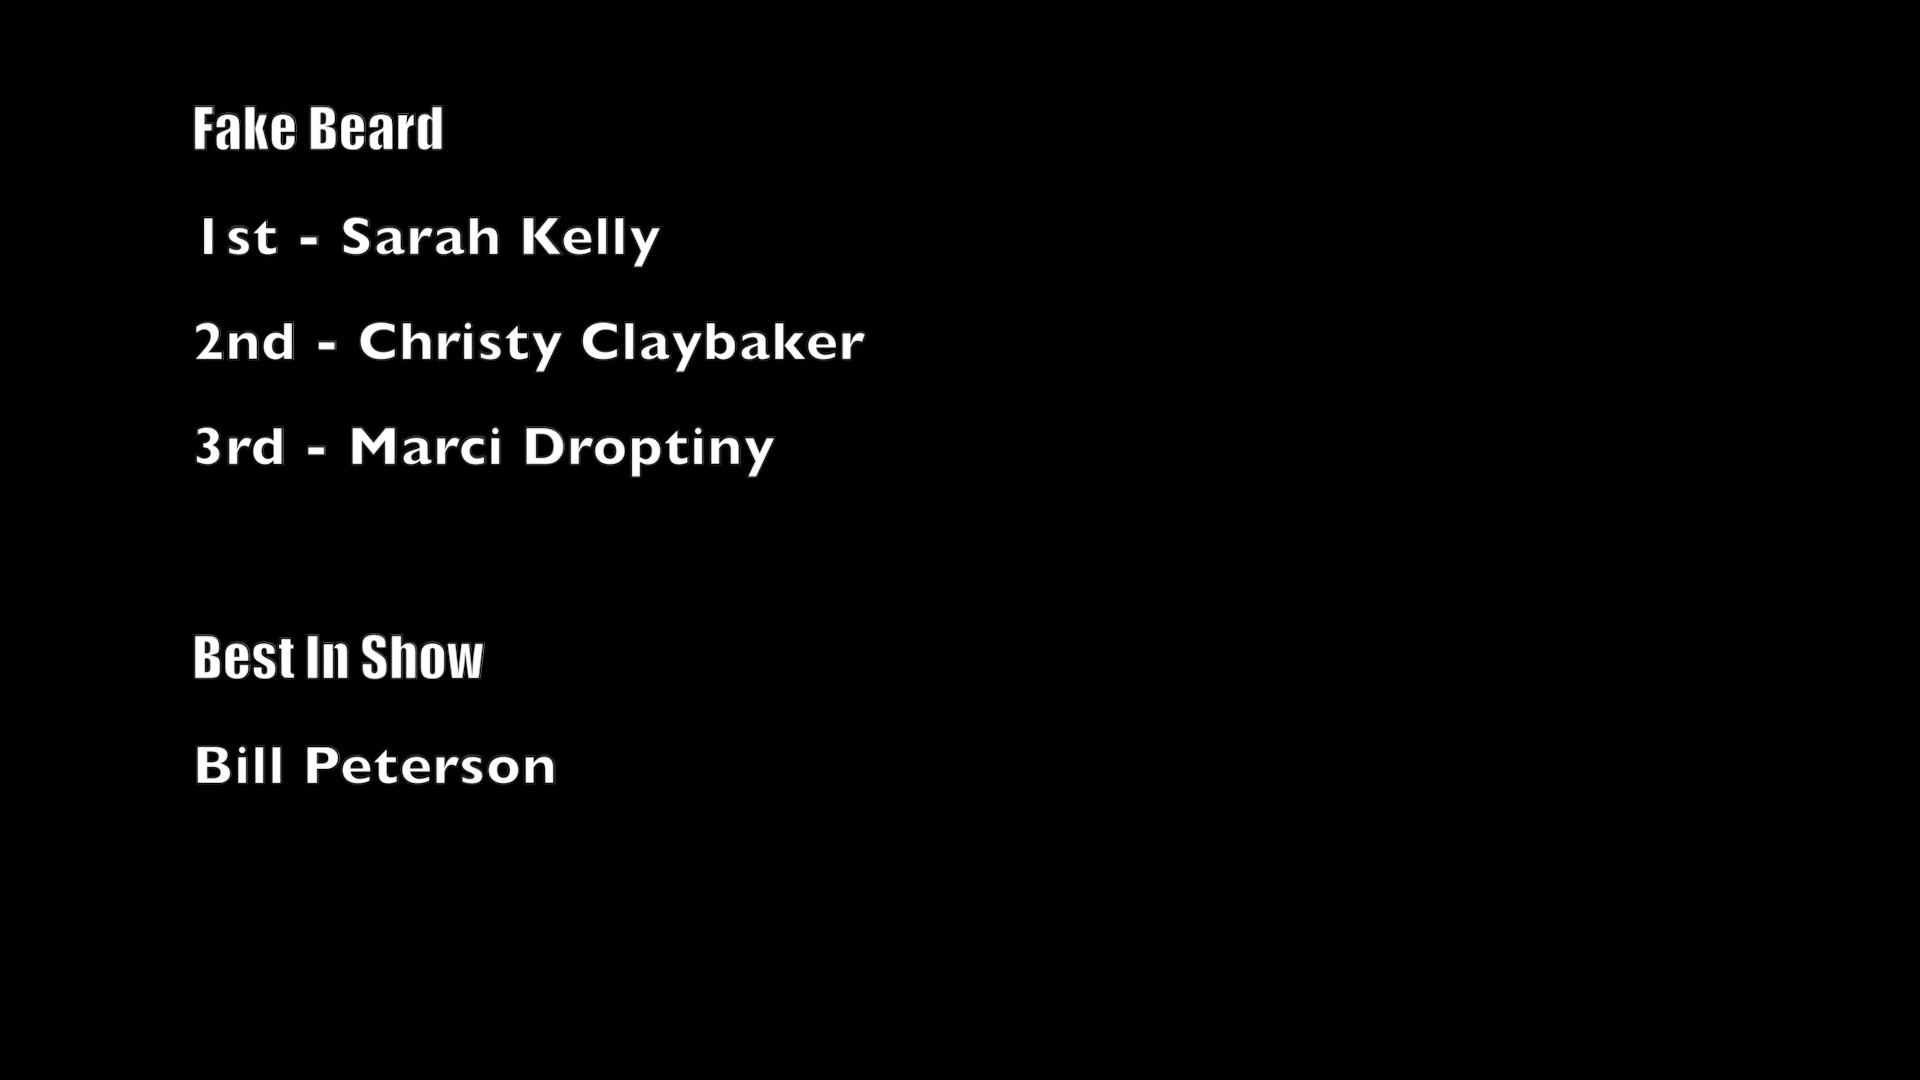 Fake Beard
1st - Sarah Kelly
2nd - Christy Claybaker
3rd - Marci Droptiny
Best In Show
Bill Peterson